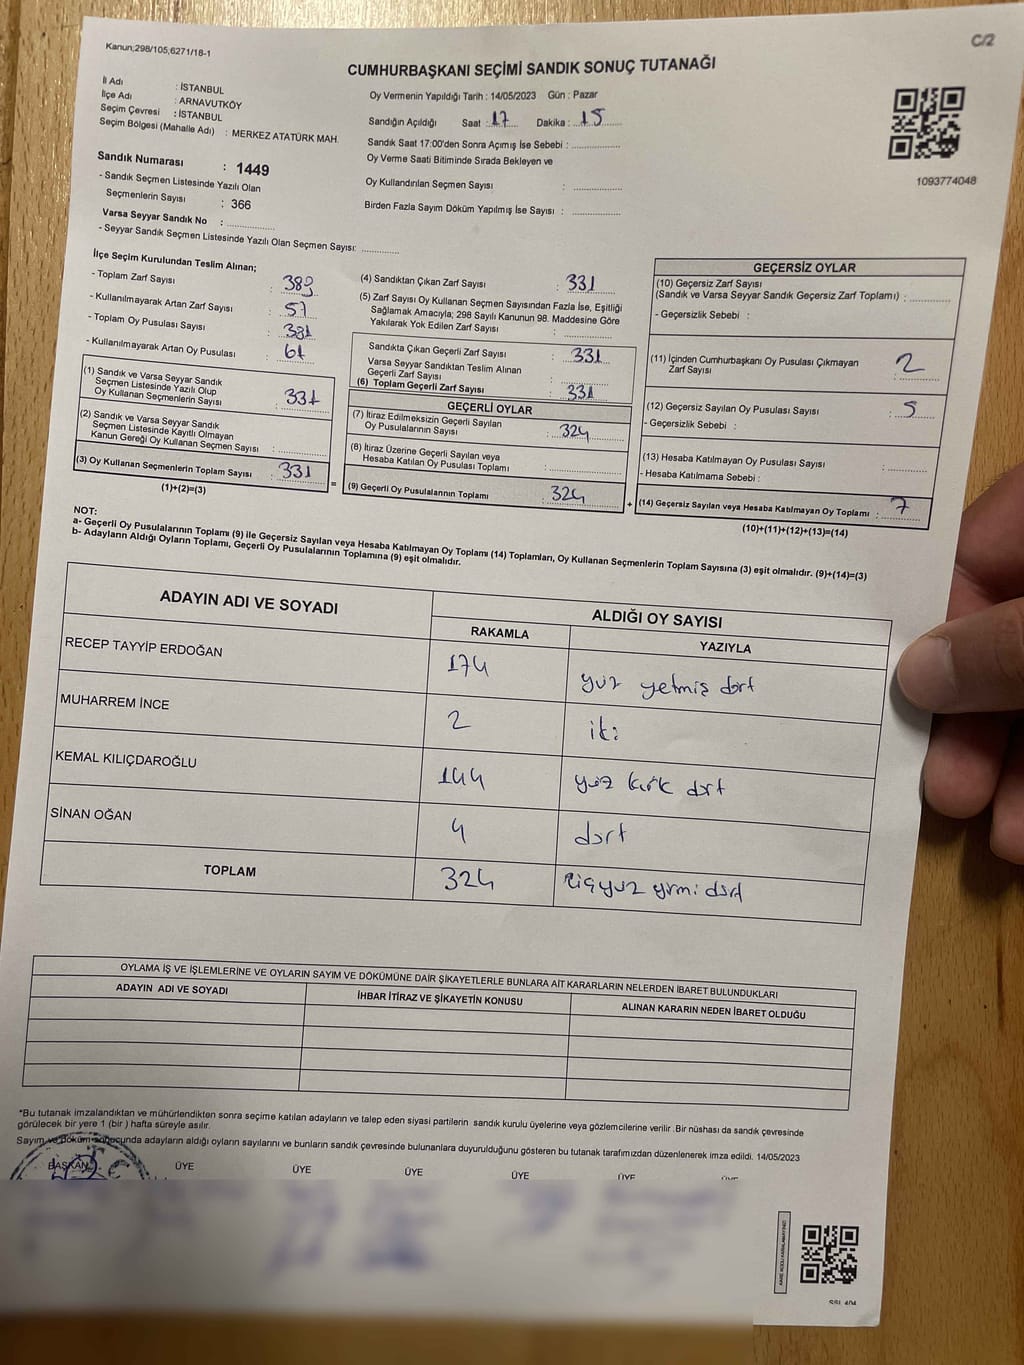 C/2
Kanun;298/105,6271/18-1
CUMHURBAŞKANI SEÇİMİ SANDIK SONUÇ TUTANAĞI
İl Adı : İSTANBUL
İlçe Adı : ARNAVUTKÖY
Seçim Çevresi : İSTANBUL
Seçim Bölgesi (Mahalle Adı) : MERKEZ ATATÜRK MAH.
Sandık Numarası : 1449
- Sandık Seçmen Listesinde Yazılı Olan
Seçmenlerin Sayısı : 366
Varsa Seyyar Sandık No :
- Seyyar Sandık Seçmen Listesinde Yazılı Olan Seçmen Sayısı:
Oy Vermenin Yapıldığı Tarih : 14/05/2023 Gün : Pazar
Sandığın Açıldığı Saat : 17 Dakika : 15
Sandık Saat 17:00'den Sonra Açımış İse Sebebi :
Oy Verme Saati Bitiminde Sırada Bekleyen ve
Oy Kullandırılan Seçmen Sayısı :
Birden Fazla Sayım Döküm Yapılmış İse Sayısı :
1093774048
İlçe Seçim Kurulundan Teslim Alınan;
- Toplam Zarf Sayısı : 389
- Kullanılmayarak Artan Zarf Sayısı : 57
- Toplam Oy Pusulası Sayısı :
- Kullanılmayarak Artan Oy Pusulası :
(1) Sandık ve Varsa Seyyar Sandık
Seçmen Listesinde Yazılı Olup
Oy Kullanan Seçmenlerin Sayısı : 331
(2) Sandık ve Varsa Seyyar Sandık
Seçmen Listesinde Kayıtlı Olmayan
Kanun Gereği Oy Kullanan Seçmen Sayısı :
(3) Oy Kullanan Seçmenlerin Toplam Sayısı : 331
(1)+(2)=(3)
=
(4) Sandıktan Çıkan Zarf Sayısı : 331
(5) Zarf Sayısı Oy Kullanan Seçmen Sayısından Fazla İse, Eşitliği
Sağlamak Amacıyla; 298 Sayılı Kanunun 98. Maddesine Göre
Yakılarak Yok Edilen Zarf Sayısı :
Sandıkta Çıkan Geçerli Zarf Sayısı : 331
Varsa Seyyar Sandıktan Teslim Alınan
Geçerli Zarf Sayısı :
(6) Toplam Geçerli Zarf Sayısı : 331
GEÇERLİ OYLAR
(7) İtiraz Edilmeksizin Geçerli Sayılan
Oy Pusulalarının Sayısı : 324
(8) İtiraz Üzerine Geçerli Sayılan veya
Hesaba Katılan Oy Pusulası Toplamı :
(9) Geçerli Oy Pusulalarının Toplamı : 324
+
GEÇERSİZ OYLAR
(10) Geçersiz Zarf Sayısı
(Sandık ve Varsa Seyyar Sandık Geçersiz Zarf Toplamı) :
- Geçersizlik Sebebi :
(11) İçinden Cumhurbaşkanı Oy Pusulası Çıkmayan
Zarf Sayısı : 2
(12) Geçersiz Sayılan Oy Pusulası Sayısı : 5
- Geçersizlik Sebebi :
(13) Hesaba Katılmayan Oy Pusulası Sayısı :
- Hesaba Katılmama Sebebi :
(14) Geçersiz Sayılan veya Hesaba Katılmayan Oy Toplamı : 7
(10)+(11)+(12)+(13)=(14)
NOT:
a- Geçerli Oy Pusulalarının Toplamı (9) ile Geçersiz Sayılan veya Hesaba Katılmayan Oy Toplamı (14) Toplamları, Oy Kullanan Seçmenlerin Toplam Sayısına (3) eşit olmalıdır. (9)+(14)=(3)
b- Adayların Aldığı Oyların Toplamı, Geçerli Oy Pusulalarının Toplamına (9) eşit olmalıdır.
ADAYIN ADI VE SOYADI ALDIĞI OY SAYISI
RAKAMLA YAZIYLA
RECEP TAYYİP ERDOĞAN 174 yüz yetmiş dört
MUHARREM İNCE 2 iki
KEMAL KILIÇDAROĞLU 144 yüz kırk dört
SİNAN OĞAN 4 dört
TOPLAM 324 üçyüz yirmi dört
OYLAMA İŞ VE İŞLEMLERİNE VE OYLARIN SAYIM VE DÖKÜMÜNE DAİR ŞİKAYETLERLE BUNLARA AİT KARARLARIN NELERDEN İBARET BULUNDUKLARI
ADAYIN ADI VE SOYADI İHBAR İTİRAZ VE ŞİKAYETİN KONUSU ALINAN KARARIN NEDEN İBARET OLDUĞU
*Bu tutanak imzalandıktan ve mühürlendikten sonra seçime katılan adayların ve talep eden siyasi partilerin sandık kurulu üyelerine veya gözlemcilerine verilir. Bir nüshası da sandık çevresinde
görülecek bir yere 1 (bir ) hafta süreyle asılır.
Sayım ve döküm sonucunda adayların aldığı oyların sayılarını ve bunların sandık çevresinde bulunanlara duyurulduğunu gösteren bu tutanak tarafımızdan düzenlenerek imza edildi. 14/05/2023
BAŞKAN ÜYE ÜYE ÜYE ÜYE ÜYE ÜYE